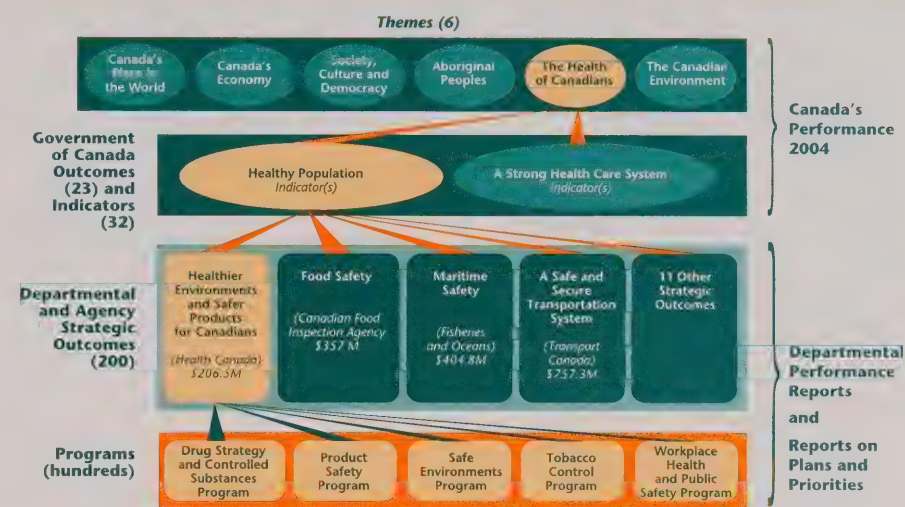 Themes (6)
Canada's
Place in
the World
Canada's
Economy
Society,
Culture and
Democracy
Aboriginal
Peoples
The Health
of Canadians
The Canadian
Environment
Canada's
Performance
2004
Government
of Canada
Outcomes
(23) and
Indicators
(32)
Healthy Population
Indicator(s)
A Strong Health Care System
Indicator(s)
Departmental
and Agency
Strategic
Outcomes
(200)
Healthier
Environments
and Safer
Products
for Canadians
(Health Canada)
$206.5M
Food Safety
(Canadian Food
Inspection Agency
$357 M
Maritime
Safety
(Fisheries
and Oceans)
$404.8M
A Safe and
Secure
Transportation
System
(Transport
Canada)
$757.3M
11 Other
Strategic
Outcomes
Departmental
Performance
Reports
and
Reports on
Plans and
Priorities
Programs
(hundreds)
Drug Strategy
and Controlled
Substances
Program
Product
Safety
Program
Safe
Environments
Program
Tobacco
Control
Program
Workplace
Health
and Public
Safety Program